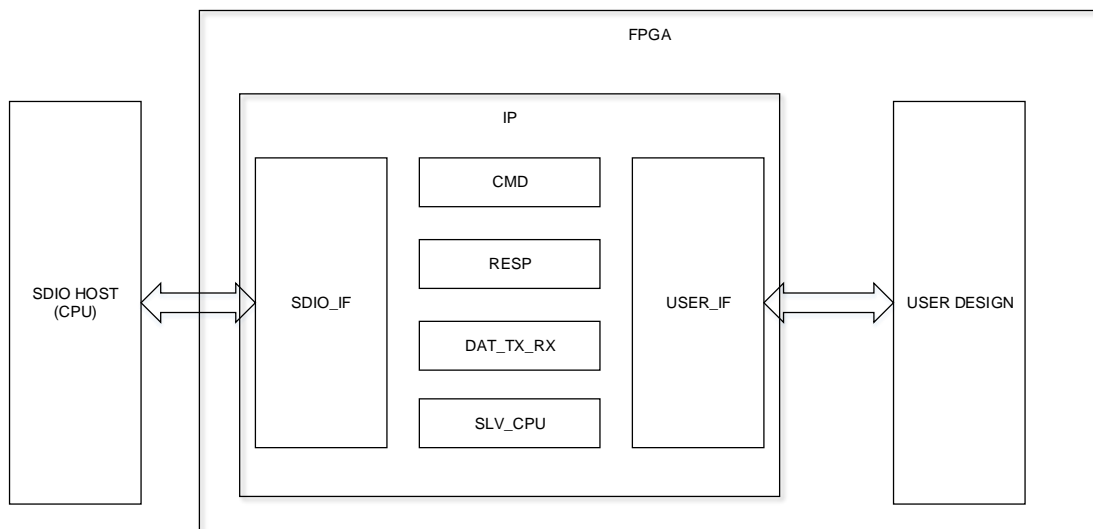 FPGA
IP
SDIO HOST
(CPU)
SDIO_IF
CMD
RESP
DAT_TX_RX
SLV_CPU
USER_IF
USER DESIGN